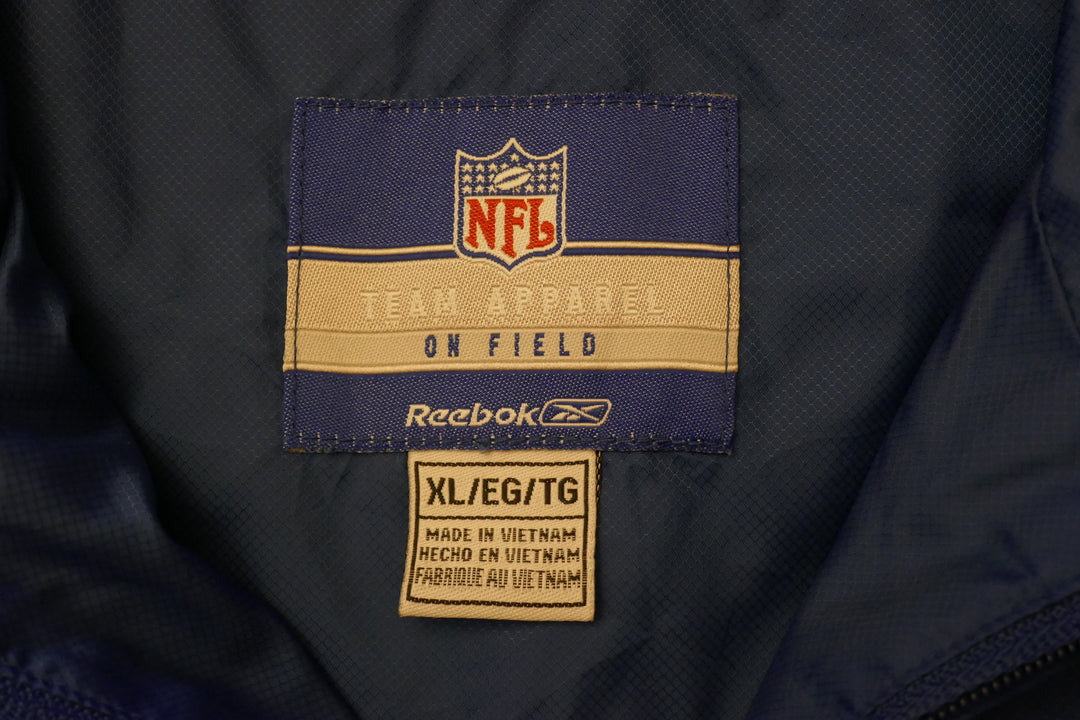 NFL
TEAM APPAREL
ON FIELD
Reebok
XL/EG/TG
MADE IN VIETNAM
HECHO EN VIETNAM
FABRIQUE AU VIETNAM